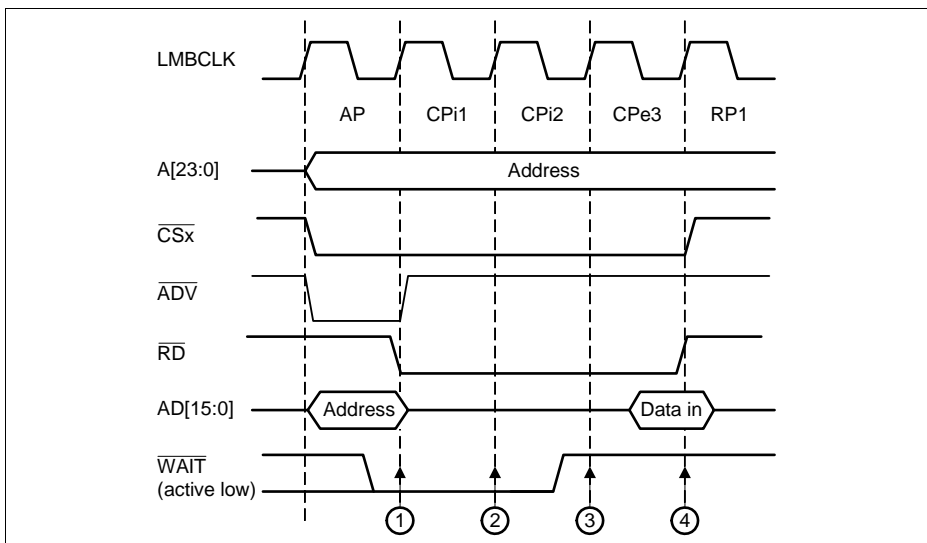 LMBCLK
AP CPi1 CPi2 CPe3 RP1
A[23:0] Address
CSx
ADV
RD
AD[15:0] Address Data in
WAIT
(active low)
1 2 3 4